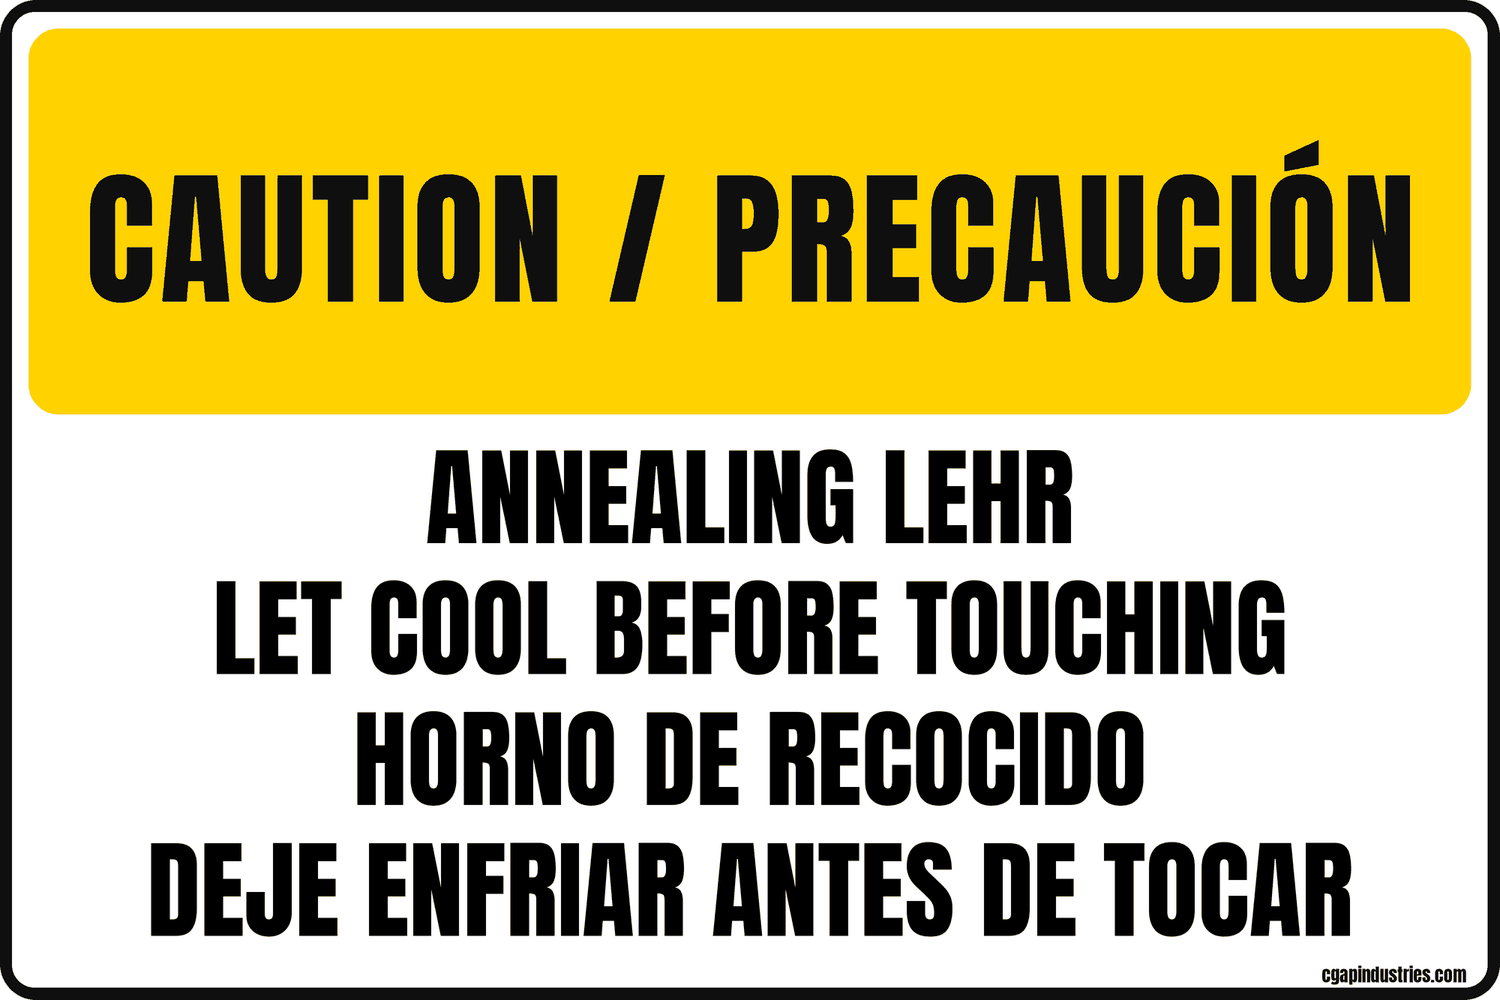 CAUTION / PRECAUCIÓN
ANNEALING LEHR
LET COOL BEFORE TOUCHING
HORNO DE RECOCIDO
DEJE ENFRIAR ANTES DE TOCAR
cgapindustries.com